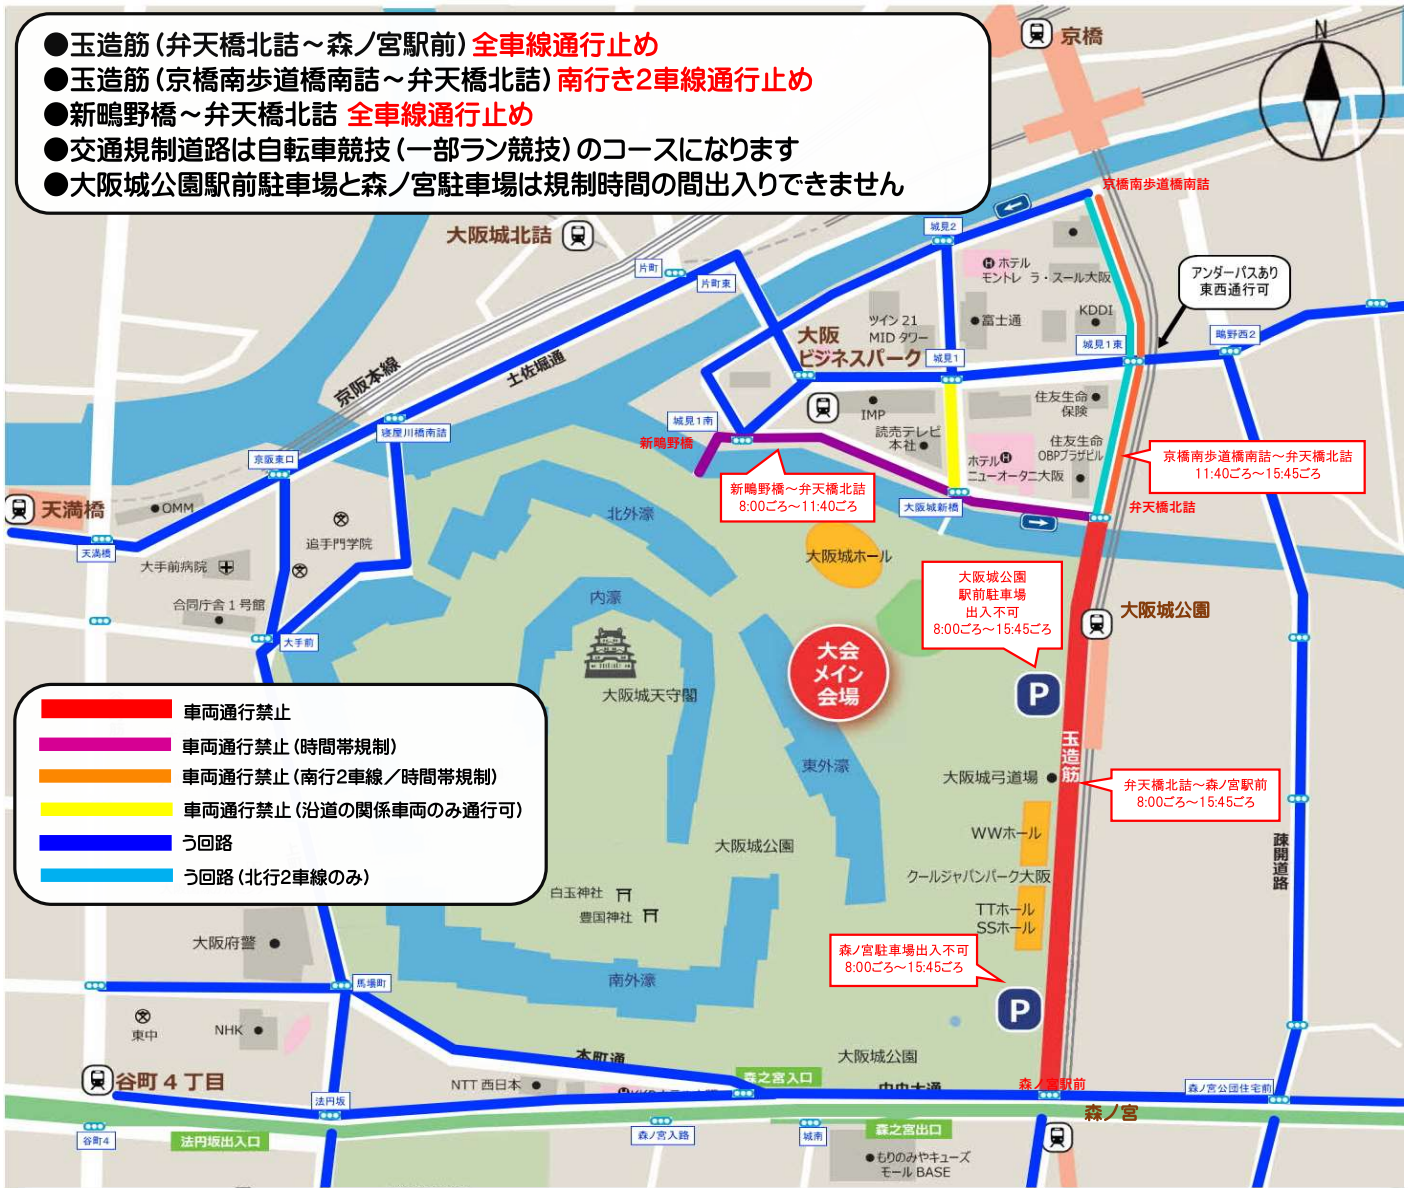 ●玉造筋(弁天橋北詰～森ノ宮駅前)全車線通行止め
●玉造筋(京橋南歩道橋南詰～弁天橋北詰)南行き2車線通行止め
●新鴫野橋～弁天橋北詰 全車線通行止め
●交通規制道路は自転車競技(一部ラン競技)のコースになります
●大阪城公園駅前駐車場と森ノ宮駐車場は規制時間の間出入りできません
京橋
N
京橋南歩道橋南詰
大阪城北詰
城見2
片町
片町東
ホテル
モントレ ラ・スール大阪
アンダーパスあり
東西通行可
ツイン21
MIDタワー
富士通
KDDI
大阪
ビジネスパーク
城見1
城見1東
鴫野西2
京阪本線
土佐堀通
IMP
住友生命
保険
城見1南
新鴫野橋
読売テレビ
本社
住友生命
OBPプラザビル
寝屋川橋南詰
京阪東口
ホテル
ニューオータニ大阪
京橋南歩道橋南詰～弁天橋北詰
11:40ごろ～15:45ごろ
新鴫野橋～弁天橋北詰
8:00ごろ～11:40ごろ
大阪城新橋
弁天橋北詰
天満橋
OMM
天満橋
北外濠
追手門学院
大手前病院
大阪城ホール
大阪城公園
駅前駐車場
出入不可
8:00ごろ～15:45ごろ
合同庁舎1号館
内濠
大阪城公園
大手前
大会
メイン
会場
大阪城天守閣
P
車両通行禁止
車両通行禁止(時間帯規制)
車両通行禁止(南行2車線／時間帯規制)
車両通行禁止(沿道の関係車両のみ通行可)
う回路
う回路(北行2車線のみ)
玉造筋
東外濠
大阪城弓道場
弁天橋北詰～森ノ宮駅前
8:00ごろ～15:45ごろ
WWホール
大阪城公園
疎開道路
クールジャパンパーク大阪
白玉神社
豊国神社
TTホール
SSホール
大阪府警
森ノ宮駐車場出入不可
8:00ごろ～15:45ごろ
南外濠
馬場町
P
東中
NHK
本町通
大阪城公園
谷町4丁目
NTT西日本
森之宮入口
中央大通
森ノ宮駅前
森ノ宮公団住宅前
法円坂
森ノ宮
谷町4
法円坂出入口
森ノ宮入路
城南
森之宮出口
もりのみやキューズ
モールBASE